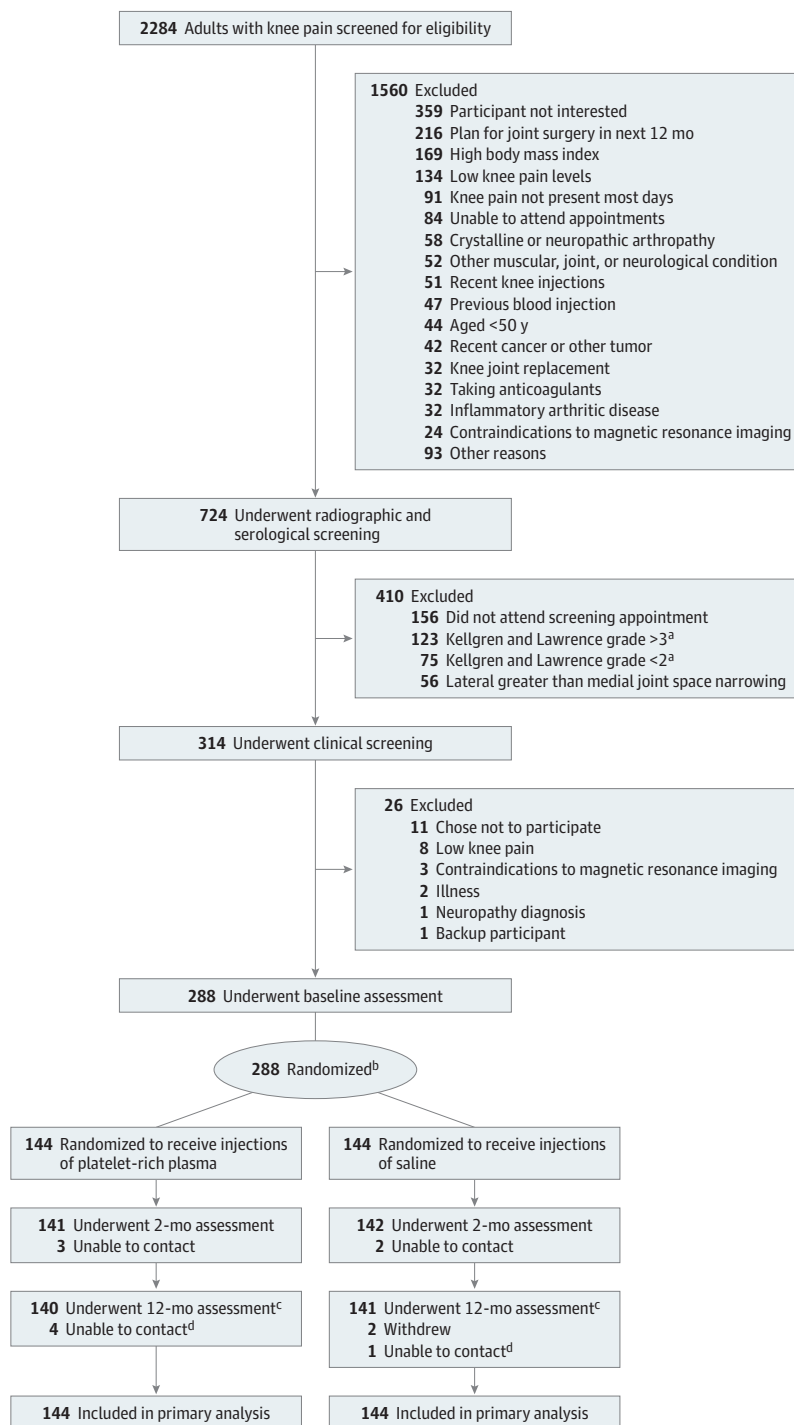 2284 Adults with knee pain screened for eligibility
1560 Excluded
359 Participant not interested
216 Plan for joint surgery in next 12 mo
169 High body mass index
134 Low knee pain levels
91 Knee pain not present most days
84 Unable to attend appointments
58 Crystalline or neuropathic arthropathy
52 Other muscular, joint, or neurological condition
51 Recent knee injections
47 Previous blood injection
44 Aged <50 y
42 Recent cancer or other tumor
32 Knee joint replacement
32 Taking anticoagulants
32 Inflammatory arthritic disease
24 Contraindications to magnetic resonance imaging
93 Other reasons
724 Underwent radiographic and
serological screening
410 Excluded
156 Did not attend screening appointment
123 Kellgren and Lawrence grade >3a
75 Kellgren and Lawrence grade <2a
56 Lateral greater than medial joint space narrowing
314 Underwent clinical screening
26 Excluded
11 Chose not to participate
8 Low knee pain
3 Contraindications to magnetic resonance imaging
2 Illness
1 Neuropathy diagnosis
1 Backup participant
288 Underwent baseline assessment
288 Randomizedb
144 Randomized to receive injections
of platelet-rich plasma
144 Randomized to receive injections
of saline
141 Underwent 2-mo assessment
3 Unable to contact
142 Underwent 2-mo assessment
2 Unable to contact
140 Underwent 12-mo assessmentc
4 Unable to contactd
141 Underwent 12-mo assessmentc
2 Withdrew
1 Unable to contactd
144 Included in primary analysis
144 Included in primary analysis